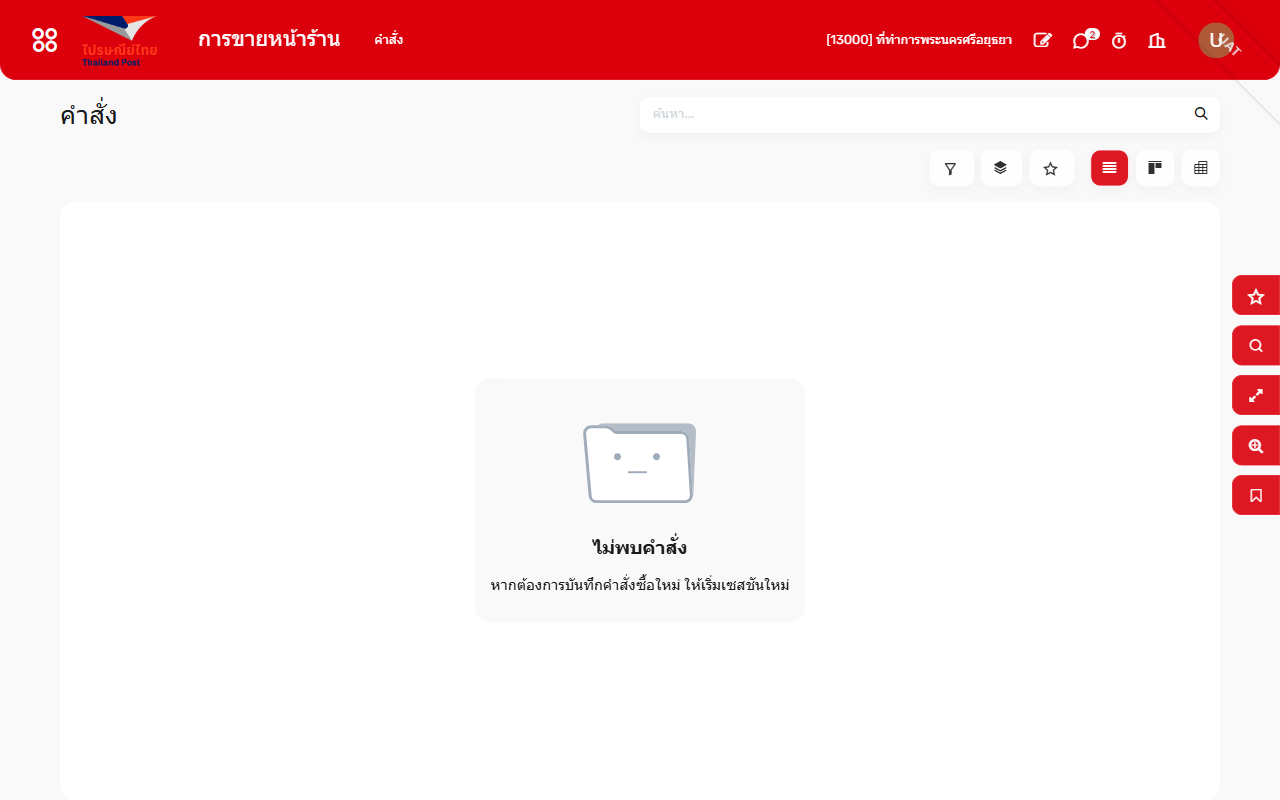 ไปรษณีย์ไทย
Thailand Post
การขายหน้าร้าน
คำสั่ง
[13000] ที่ทำการพระนครศรีอยุธยา
2
U
UAT
คำสั่ง
ค้นหา...
ไม่พบคำสั่ง
หากต้องการบันทึกคำสั่งซื้อใหม่ ให้เริ่มเซสชันใหม่